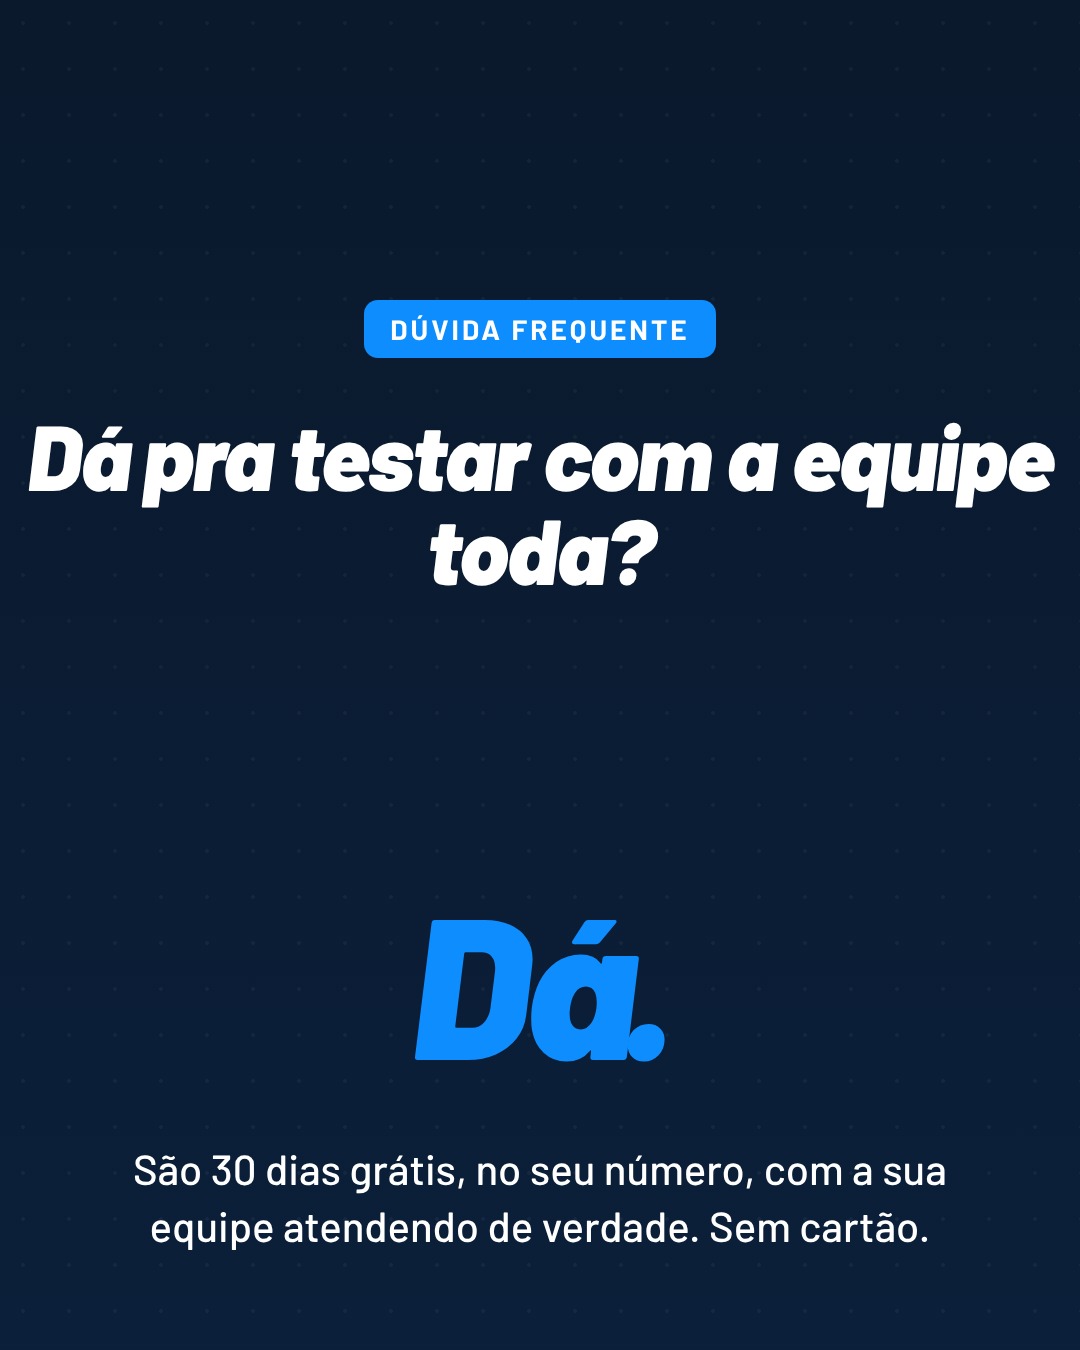 DÚVIDA FREQUENTE
Dá pra testar com a equipe
toda?
Dá.
São 30 dias grátis, no seu número, com a sua
equipe atendendo de verdade. Sem cartão.